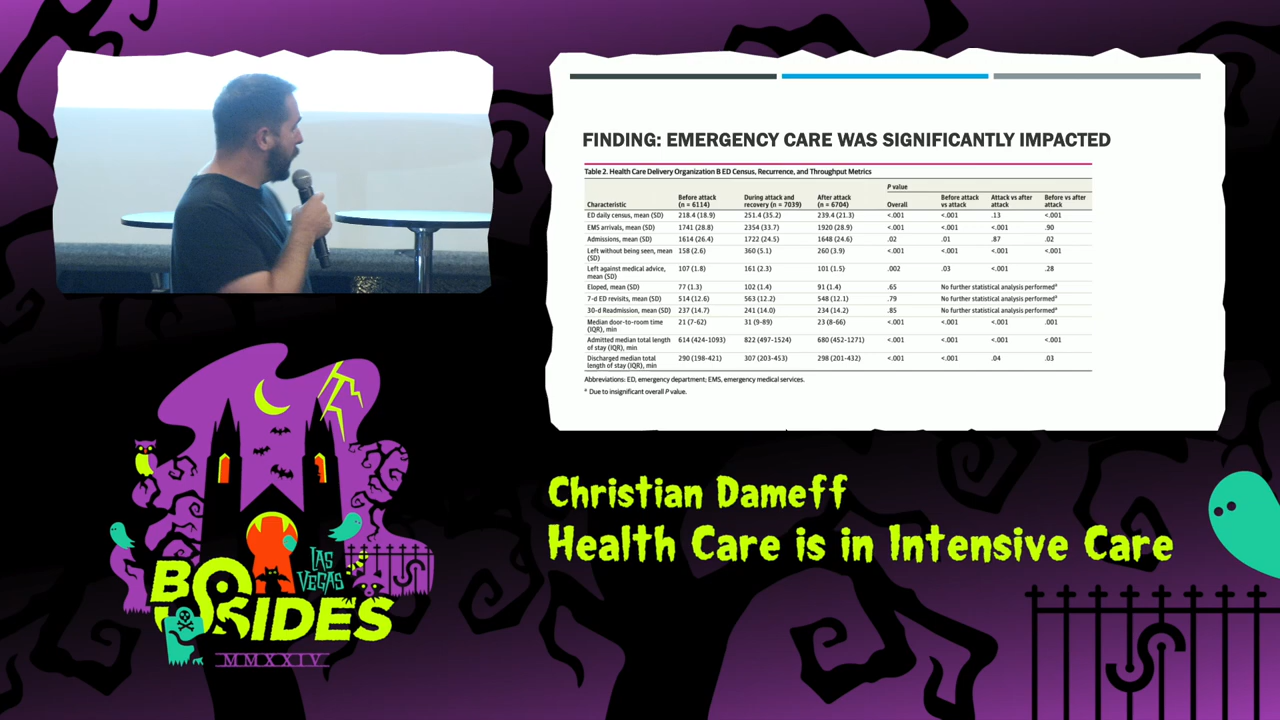 FINDING: EMERGENCY CARE WAS SIGNIFICANTLY IMPACTED
Table 2. Health Care Delivery Organization B ED Census, Recurrence, and Throughput Metrics
P value
Before attack During attack and After attack Before attack Attack vs after Before vs after
Characteristic (n = 6114) recovery (n = 7039) (n = 6704) Overall vs attack attack attack
ED daily census, mean (SD) 218.4 (18.9) 251.4 (35.2) 239.4 (21.3) <.001 <.001 .13 <.001
EMS arrivals, mean (SD) 1741 (28.8) 2354 (33.7) 1920 (28.9) <.001 <.001 <.001 .90
Admissions, mean (SD) 1614 (26.4) 1722 (24.5) 1648 (24.6) .02 .01 .87 .02
Left without being seen, mean 158 (2.6) 360 (5.1) 260 (3.9) <.001 <.001 <.001 <.001
(SD)
Left against medical advice, 107 (1.8) 161 (2.3) 101 (1.5) .002 .03 <.001 .28
mean (SD)
Eloped, mean (SD) 77 (1.3) 102 (1.4) 91 (1.4) .65 No further statistical analysis performedᵃ
7-d ED revisits, mean (SD) 514 (12.6) 563 (12.2) 548 (12.1) .79 No further statistical analysis performedᵃ
30-d Readmission, mean (SD) 237 (14.7) 241 (14.0) 234 (14.2) .85 No further statistical analysis performedᵃ
Median door-to-room time 21 (7-62) 31 (9-89) 23 (8-66) <.001 <.001 <.001 .001
(IQR), min
Admitted median total length 614 (424-1093) 822 (497-1524) 680 (452-1271) <.001 <.001 <.001 <.001
of stay (IQR), min
Discharged median total 290 (198-421) 307 (203-453) 298 (201-432) <.001 <.001 .04 .03
length of stay (IQR), min
Abbreviations: ED, emergency department; EMS, emergency medical services.
ᵃ Due to insignificant overall P value.
Christian Dameff
Health Care is in Intensive Care
LAS
VEGAS
BSIDES
MMXXIV